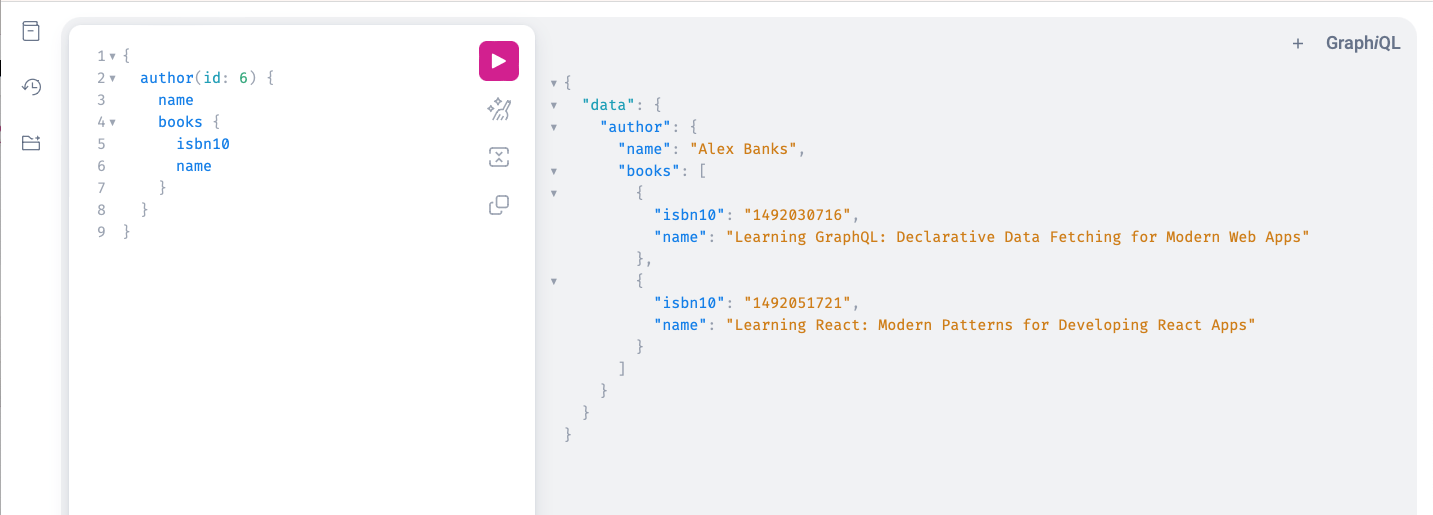 GraphiQL
1 {
2   author(id: 6) {
3     name
4     books {
5       isbn10
6       name
7     }
8   }
9 }
{
  "data": {
    "author": {
      "name": "Alex Banks",
      "books": [
        {
          "isbn10": "1492030716",
          "name": "Learning GraphQL: Declarative Data Fetching for Modern Web Apps"
        },
        {
          "isbn10": "1492051721",
          "name": "Learning React: Modern Patterns for Developing React Apps"
        }
      ]
    }
  }
}